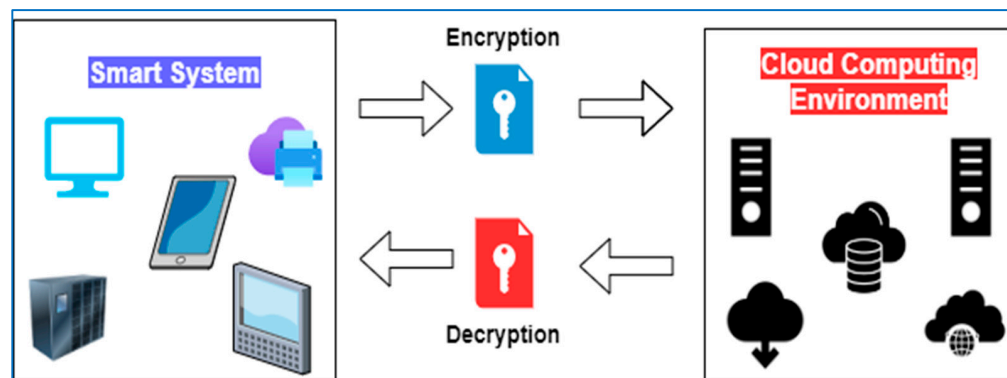 Smart System
Encryption
Cloud Computing
Environment
Decryption